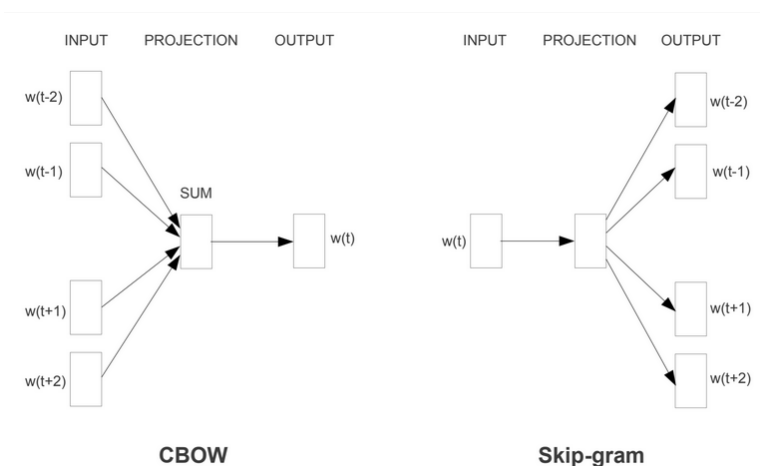 INPUT PROJECTION OUTPUT
w(t-2)
w(t-1)
SUM
w(t)
w(t+1)
w(t+2)
CBOW
INPUT PROJECTION OUTPUT
w(t-2)
w(t-1)
w(t)
w(t+1)
w(t+2)
Skip-gram